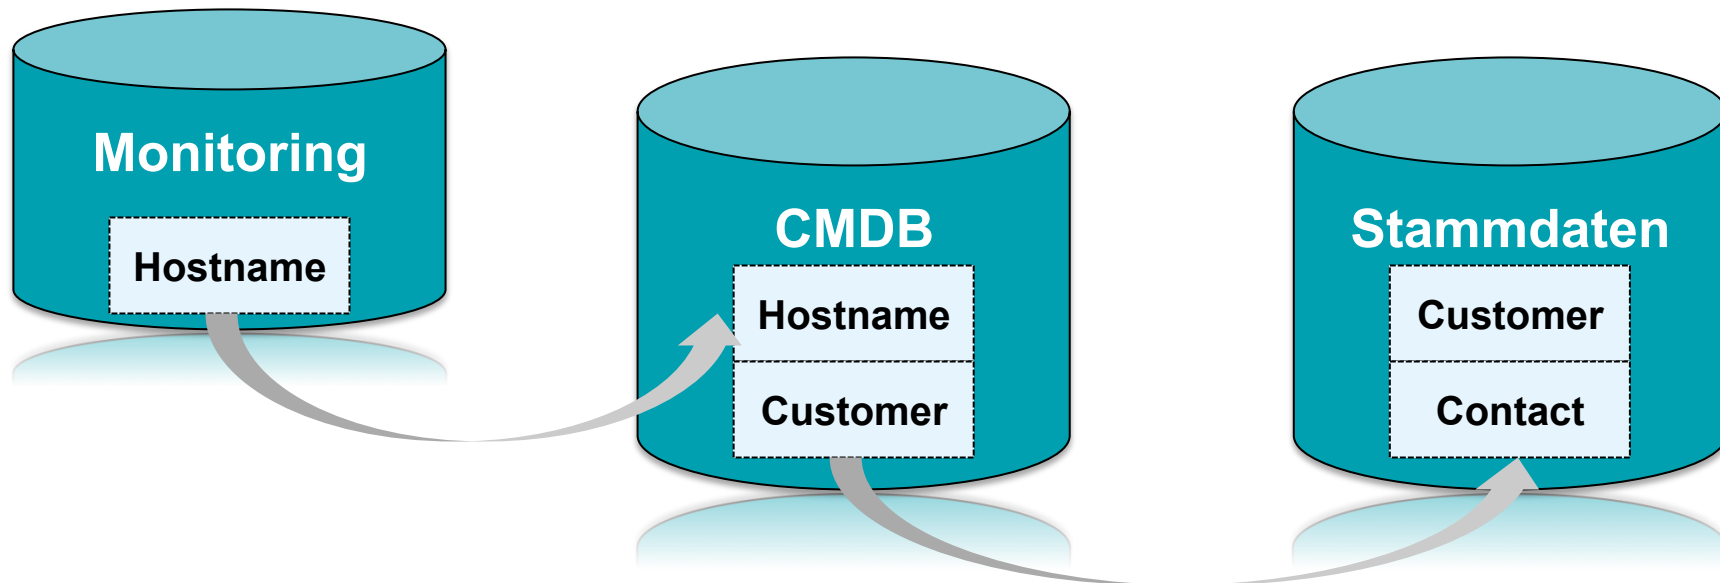 Monitoring
Hostname
CMDB
Hostname
Customer
Stammdaten
Customer
Contact